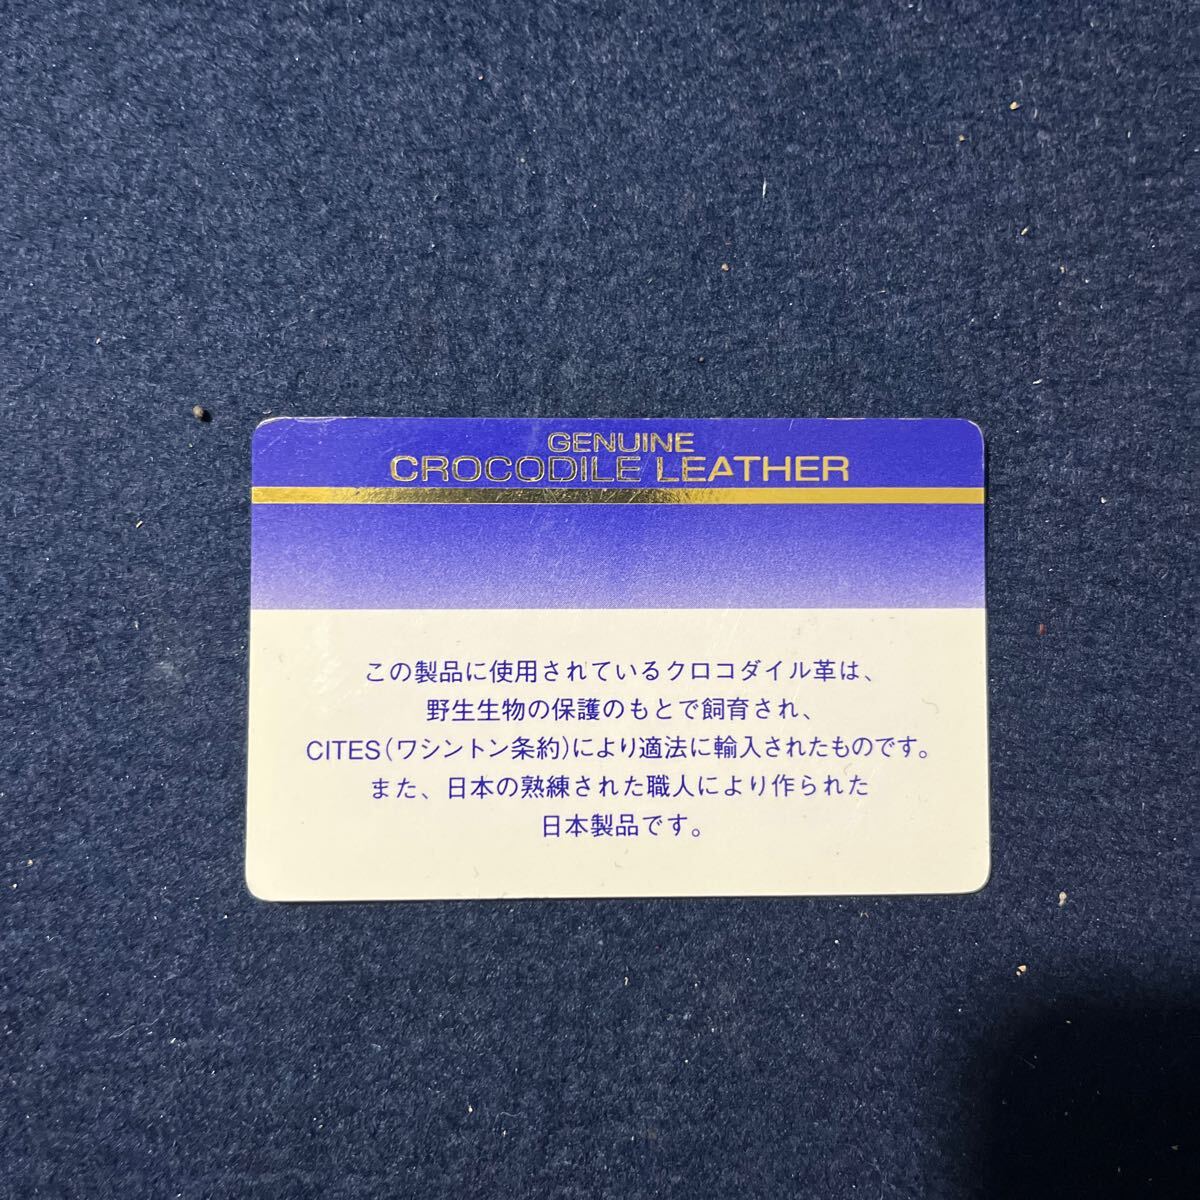 GENUINE
CROCODILE LEATHER
この製品に使用されているクロコダイル革は、
野生生物の保護のもとで飼育され、
CITES(ワシントン条約)により適法に輸入されたものです。
また、日本の熟練された職人により作られた
日本製品です。